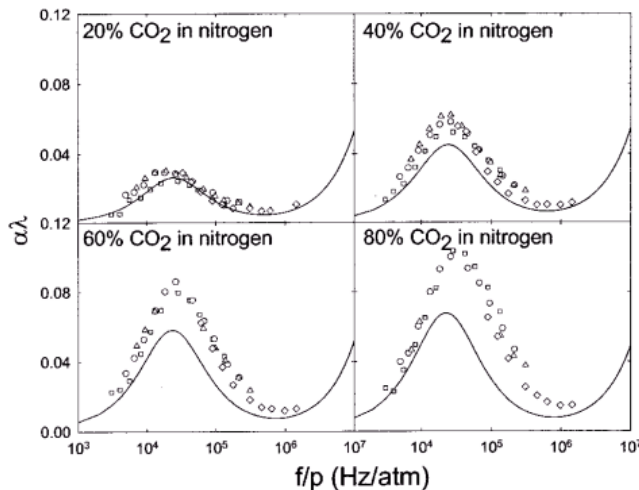 0.12
20% CO₂ in nitrogen
40% CO₂ in nitrogen
0.08
0.04
0.12
60% CO₂ in nitrogen
80% CO₂ in nitrogen
0.08
0.04
0.00
αλ
10³ 10⁴ 10⁵ 10⁶ 10⁷ 10⁴ 10⁵ 10⁶ 10⁷
f/p (Hz/atm)